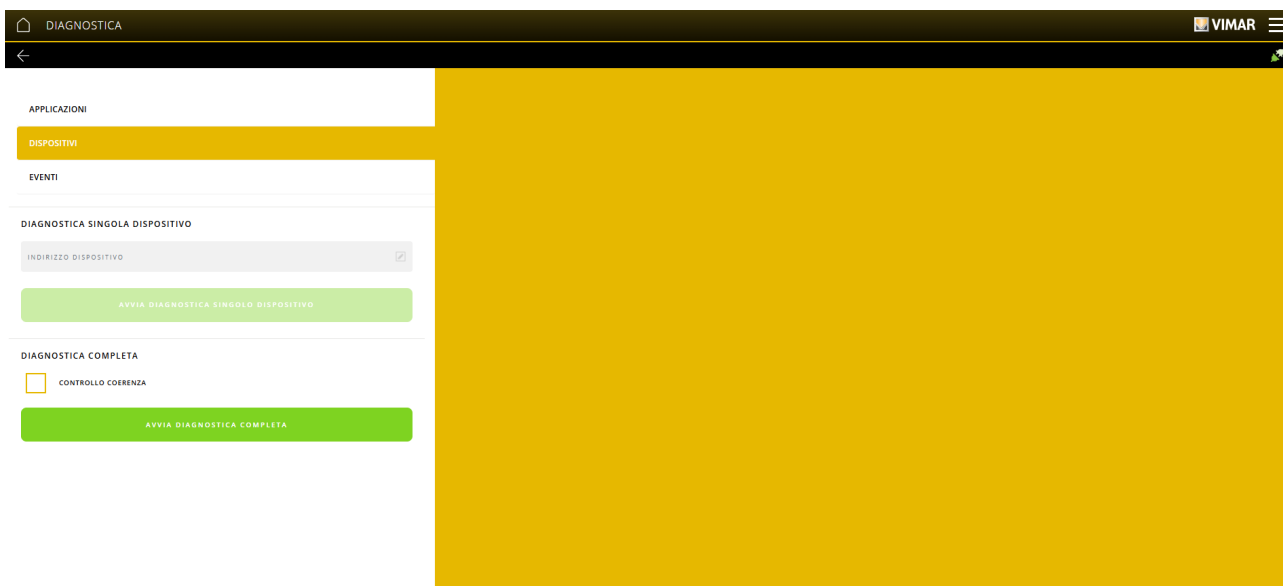 DIAGNOSTICA
VIMAR
APPLICAZIONI
DISPOSITIVI
EVENTI
DIAGNOSTICA SINGOLA DISPOSITIVO
INDIRIZZO DISPOSITIVO
AVVIA DIAGNOSTICA SINGOLO DISPOSITIVO
DIAGNOSTICA COMPLETA
CONTROLLO COERENZA
AVVIA DIAGNOSTICA COMPLETA